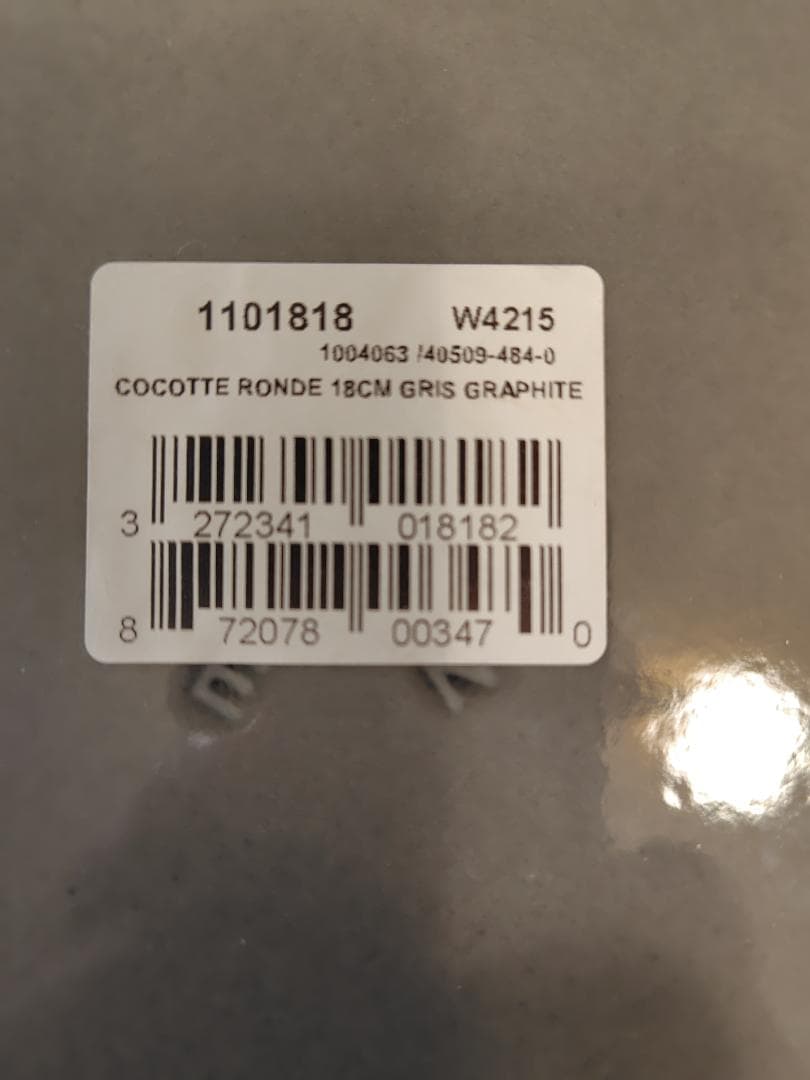 1101818 W4215
1004063 /40509-484-0
COCOTTE RONDE 18CM GRIS GRAPHITE
3 272341 018182
8 72078 00347 0